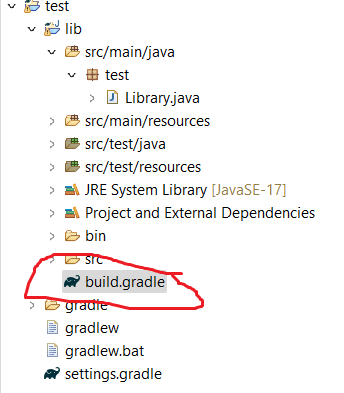 test
lib
src/main/java
test
Library.java
src/main/resources
src/test/java
src/test/resources
JRE System Library [JavaSE-17]
Project and External Dependencies
bin
src
build.gradle
gradle
gradlew
gradlew.bat
settings.gradle